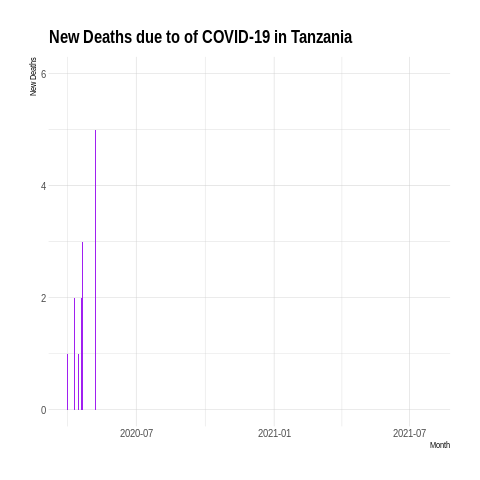 New Deaths due to of COVID-19 in Tanzania
New Deaths
6
4
2
0
2020-07 2021-01 2021-07
Month